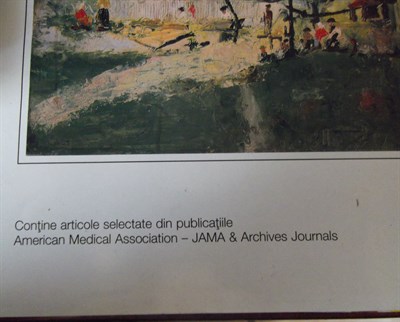 Conține articole selectate din publicațiile
American Medical Association – JAMA & Archives Journals